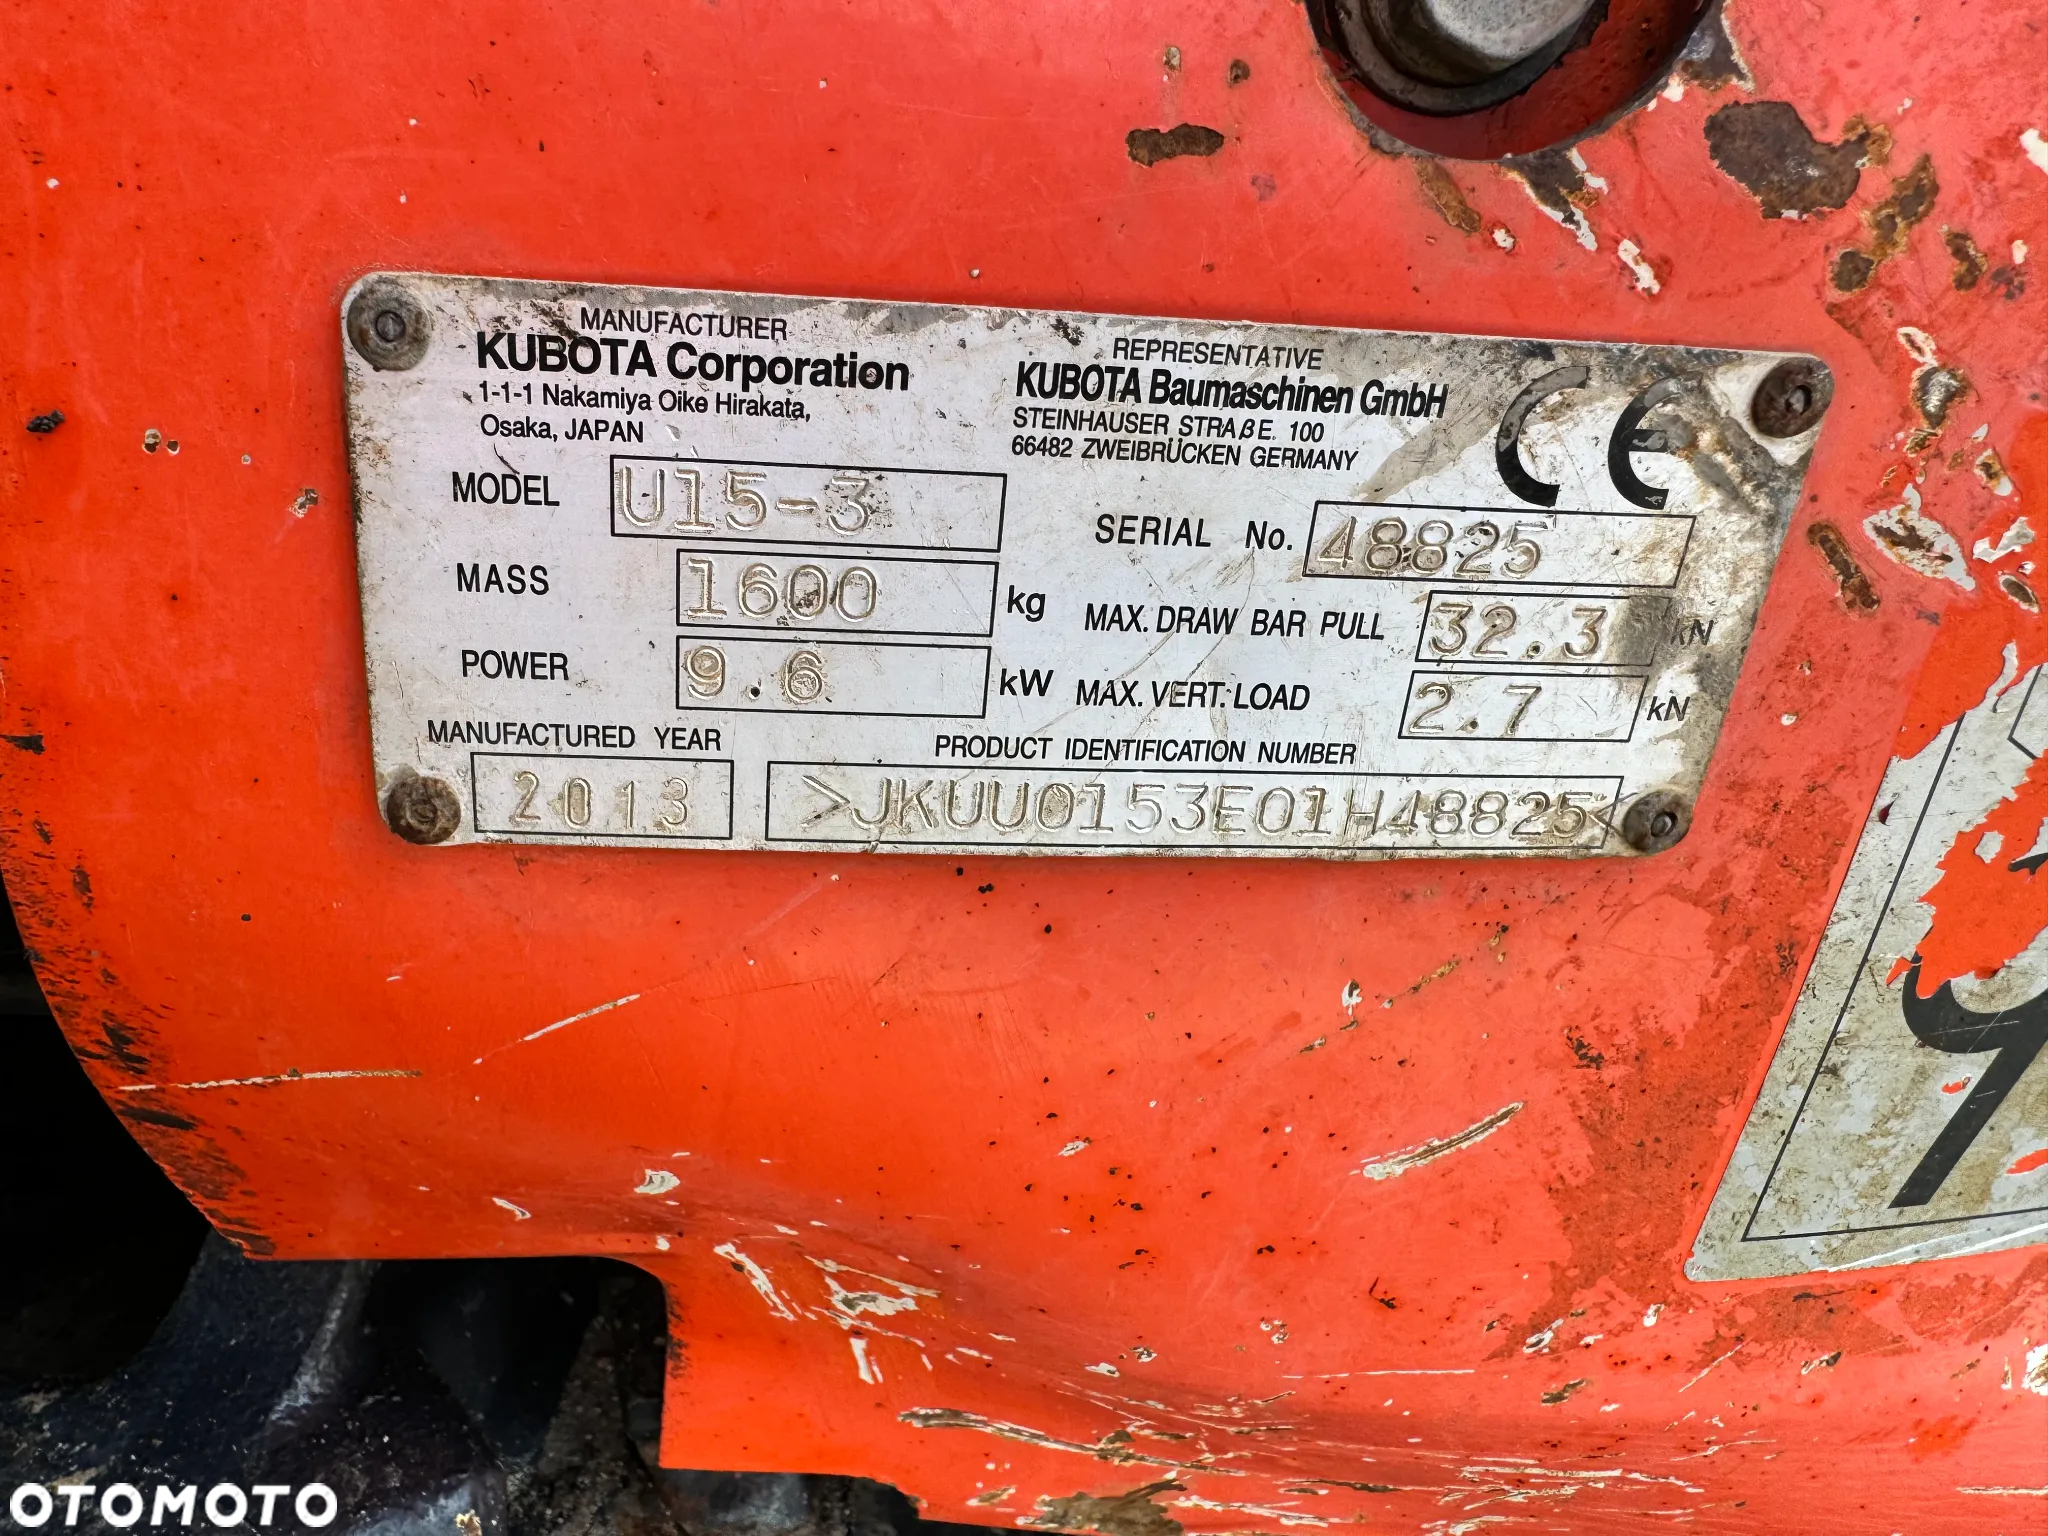 MANUFACTURER
KUBOTA Corporation
1-1-1 Nakamiya Oike Hirakata,
Osaka, JAPAN
REPRESENTATIVE
KUBOTA Baumaschinen GmbH
STEINHAUSER STRAßE. 100
66482 ZWEIBRÜCKEN GERMANY
CE
MODEL U15-3
SERIAL No. 48825
MASS 1600 kg
MAX. DRAW BAR PULL 32.3 kN
POWER 9.6 kW
MAX. VERT. LOAD 2.7 kN
MANUFACTURED YEAR
2013
PRODUCT IDENTIFICATION NUMBER
>JKUU0153E01H48825<
OTOMOTO